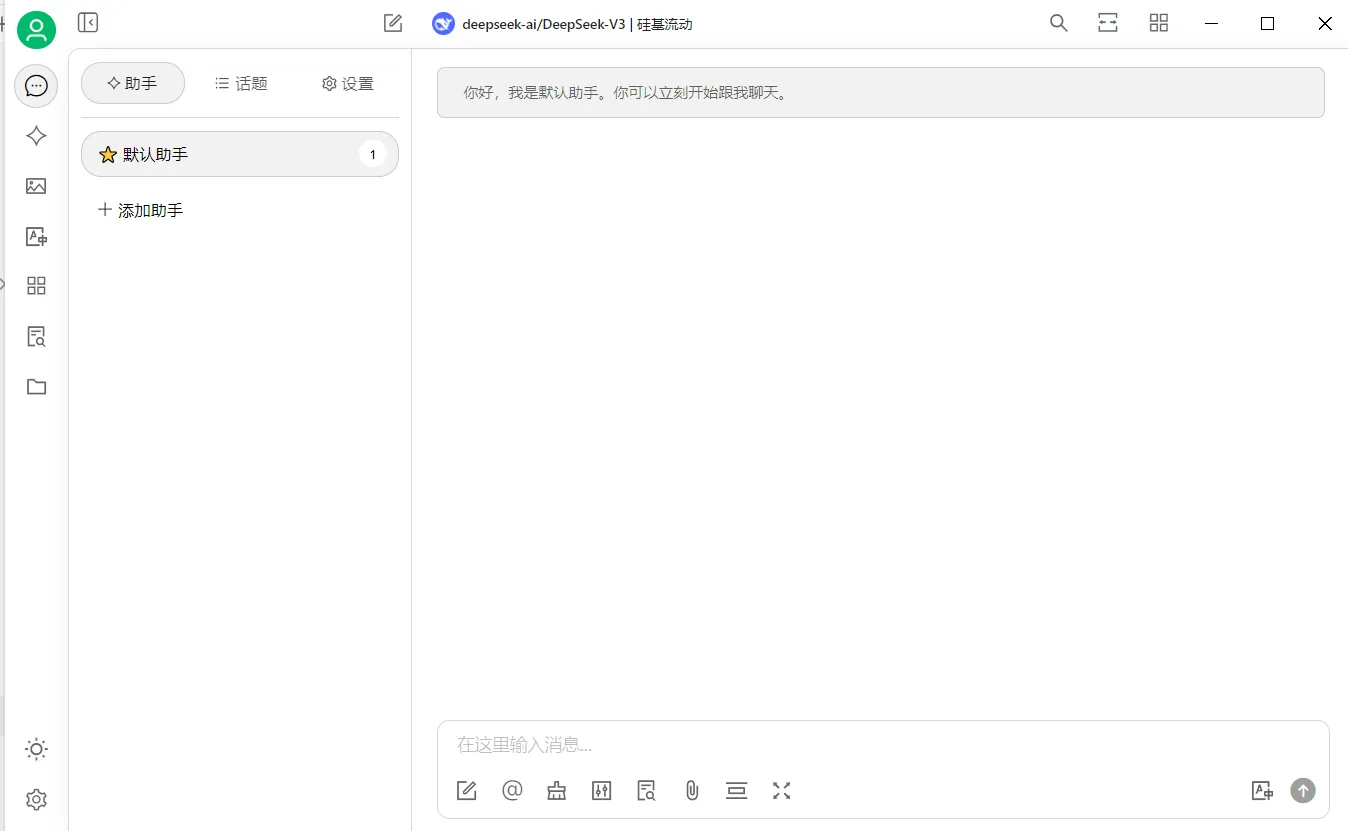 deepseek-ai/DeepSeek-V3 | 硅基流动
助手 话题 设置
你好，我是默认助手。你可以立刻开始跟我聊天。
默认助手 1
添加助手
在这里输入消息...